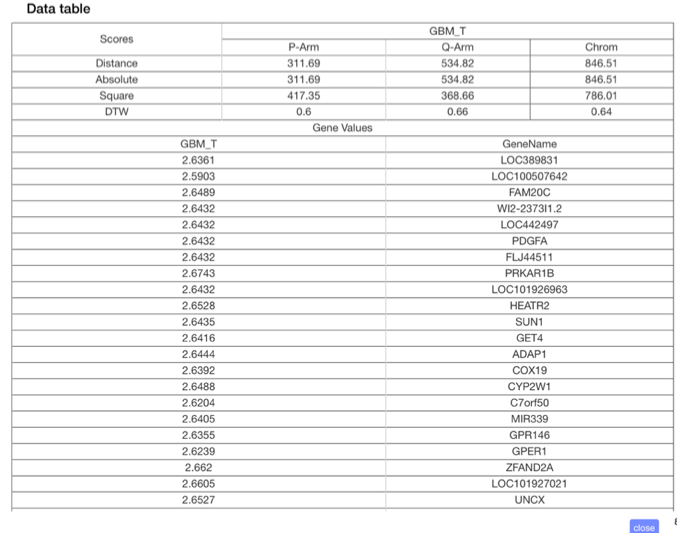 Data table
Scores GBM_T
P-Arm Q-Arm Chrom
Distance 311.69 534.82 846.51
Absolute 311.69 534.82 846.51
Square 417.35 368.66 786.01
DTW 0.6 0.66 0.64
Gene Values
GBM_T GeneName
2.6361 LOC389831
2.5903 LOC100507642
2.6489 FAM20C
2.6432 WI2-2373I1.2
2.6432 LOC442497
2.6432 PDGFA
2.6432 FLJ44511
2.6743 PRKAR1B
2.6432 LOC101926963
2.6528 HEATR2
2.6435 SUN1
2.6416 GET4
2.6444 ADAP1
2.6392 COX19
2.6488 CYP2W1
2.6204 C7orf50
2.6405 MIR339
2.6355 GPR146
2.6239 GPER1
2.662 ZFAND2A
2.6605 LOC101927021
2.6527 UNCX
close